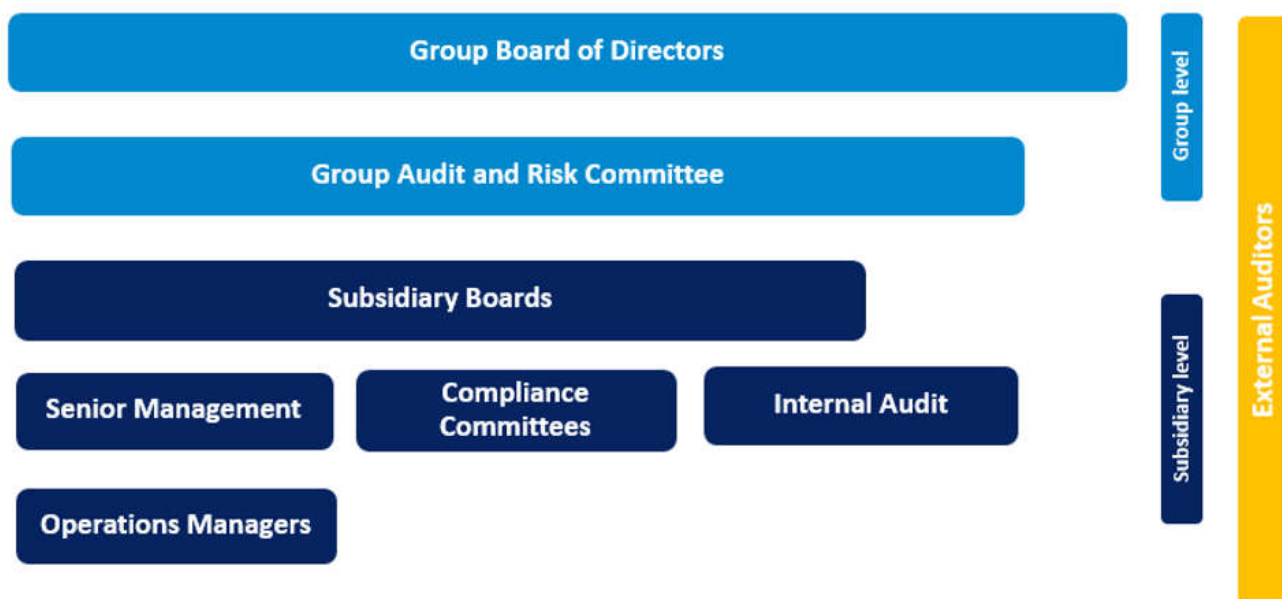 Group Board of Directors
Group Audit and Risk Committee
Subsidiary Boards
Senior Management
Compliance
Committees
Internal Audit
Operations Managers
Group level
Subsidiary level
External Auditors